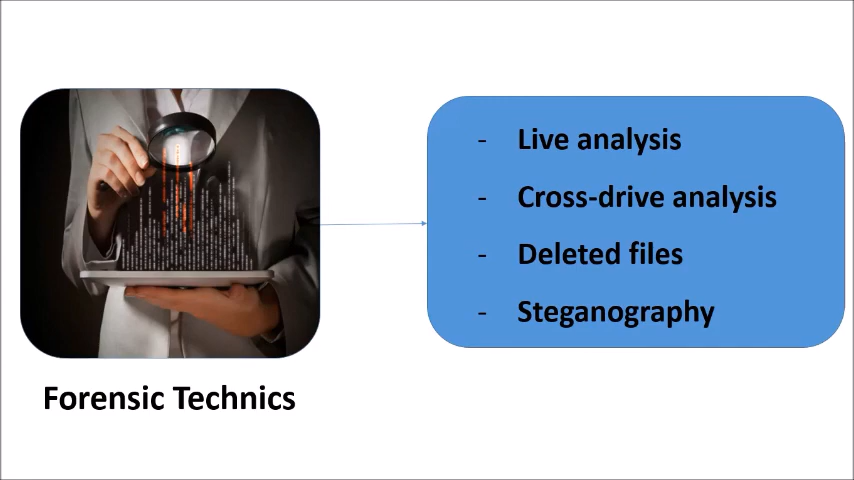 - Live analysis
- Cross-drive analysis
- Deleted files
- Steganography
Forensic Technics